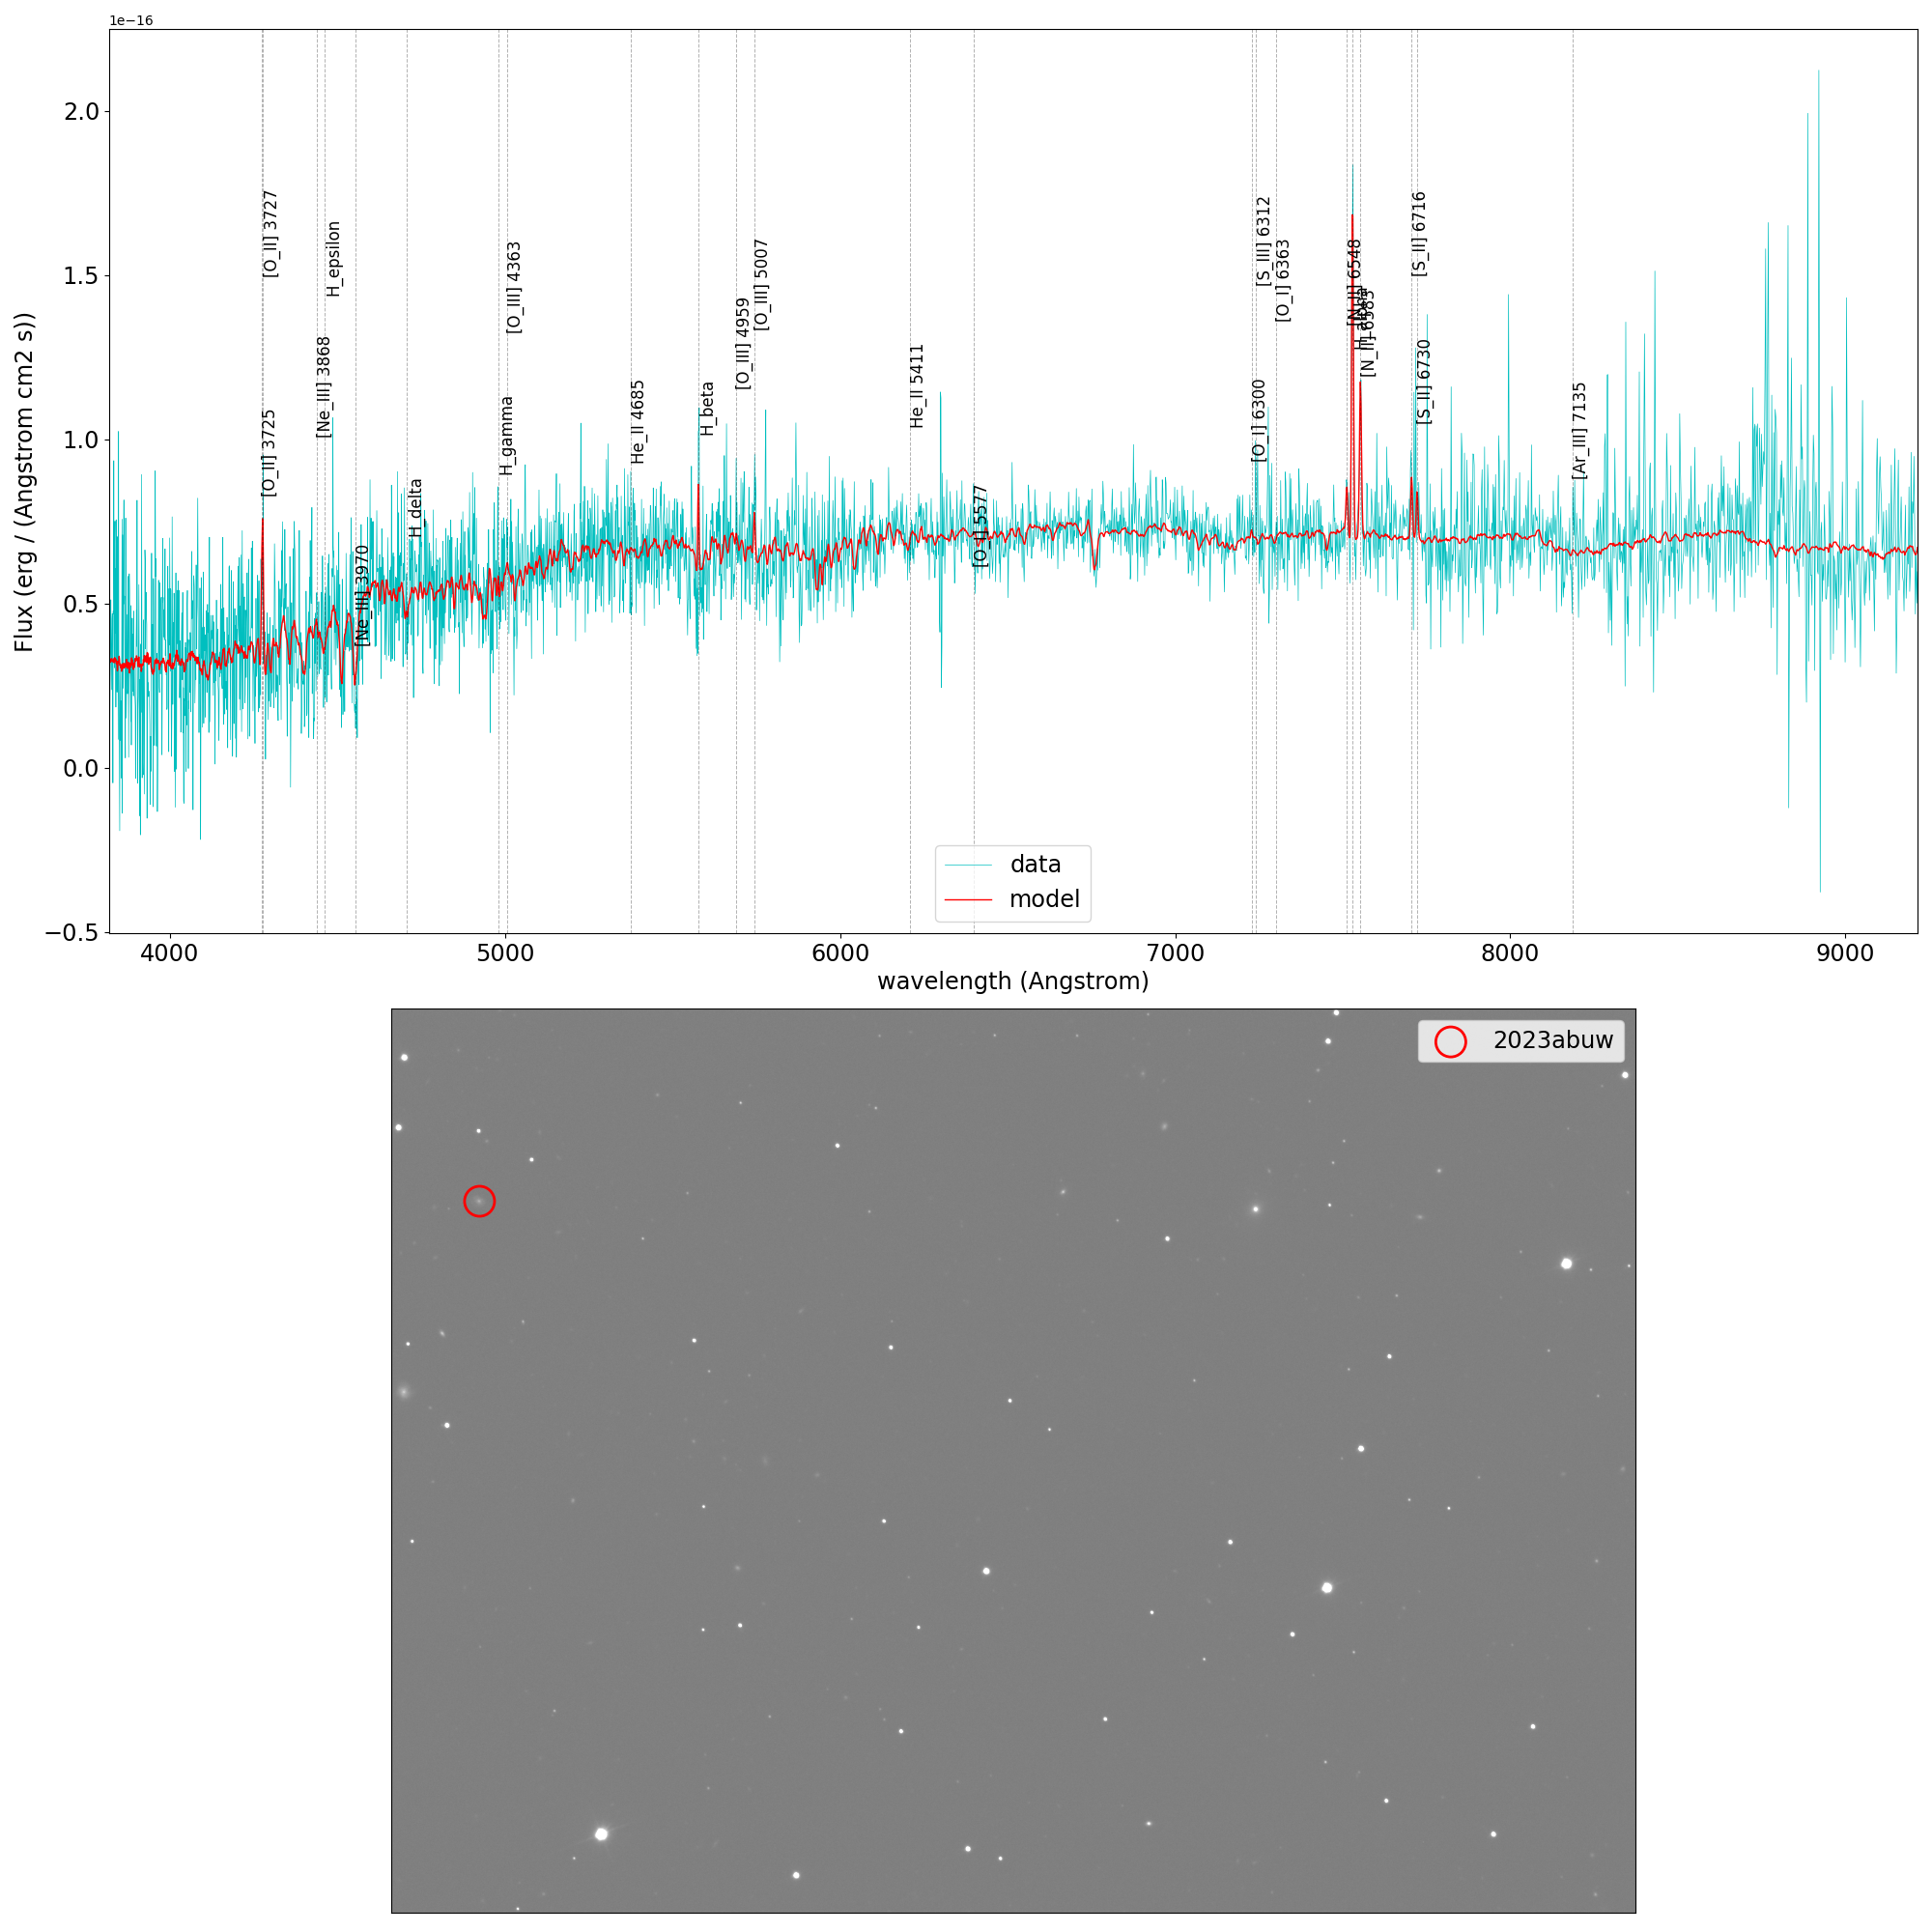 1e−16
Flux (erg / (Angstrom cm2 s))
2.0
1.5
1.0
0.5
0.0
−0.5
[O_II] 3725
[O_II] 3727
[Ne_III] 3868
H_epsilon
[Ne_III] 3970
H_delta
H_gamma
[O_III] 4363
He_II 4685
H_beta
[O_III] 4959
[O_III] 5007
He_II 5411
[O_I] 5577
[O_I] 6300
[S_III] 6312
[O_I] 6363
[N_II] 6548
H_alpha
[N_II] 6583
[S_II] 6716
[S_II] 6730
[Ar_III] 7135
data
model
4000 5000 6000 7000 8000 9000
wavelength (Angstrom)
2023abuw